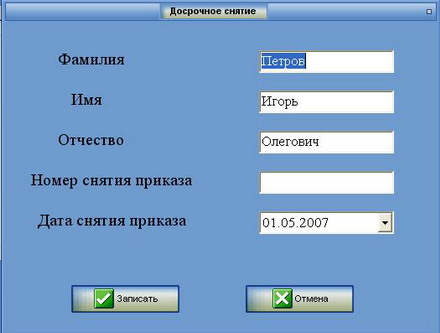 Досрочное снятие
Фамилия Петров
Имя Игорь
Отчество Олегович
Номер снятия приказа
Дата снятия приказа 01.05.2007
Записать Отмена